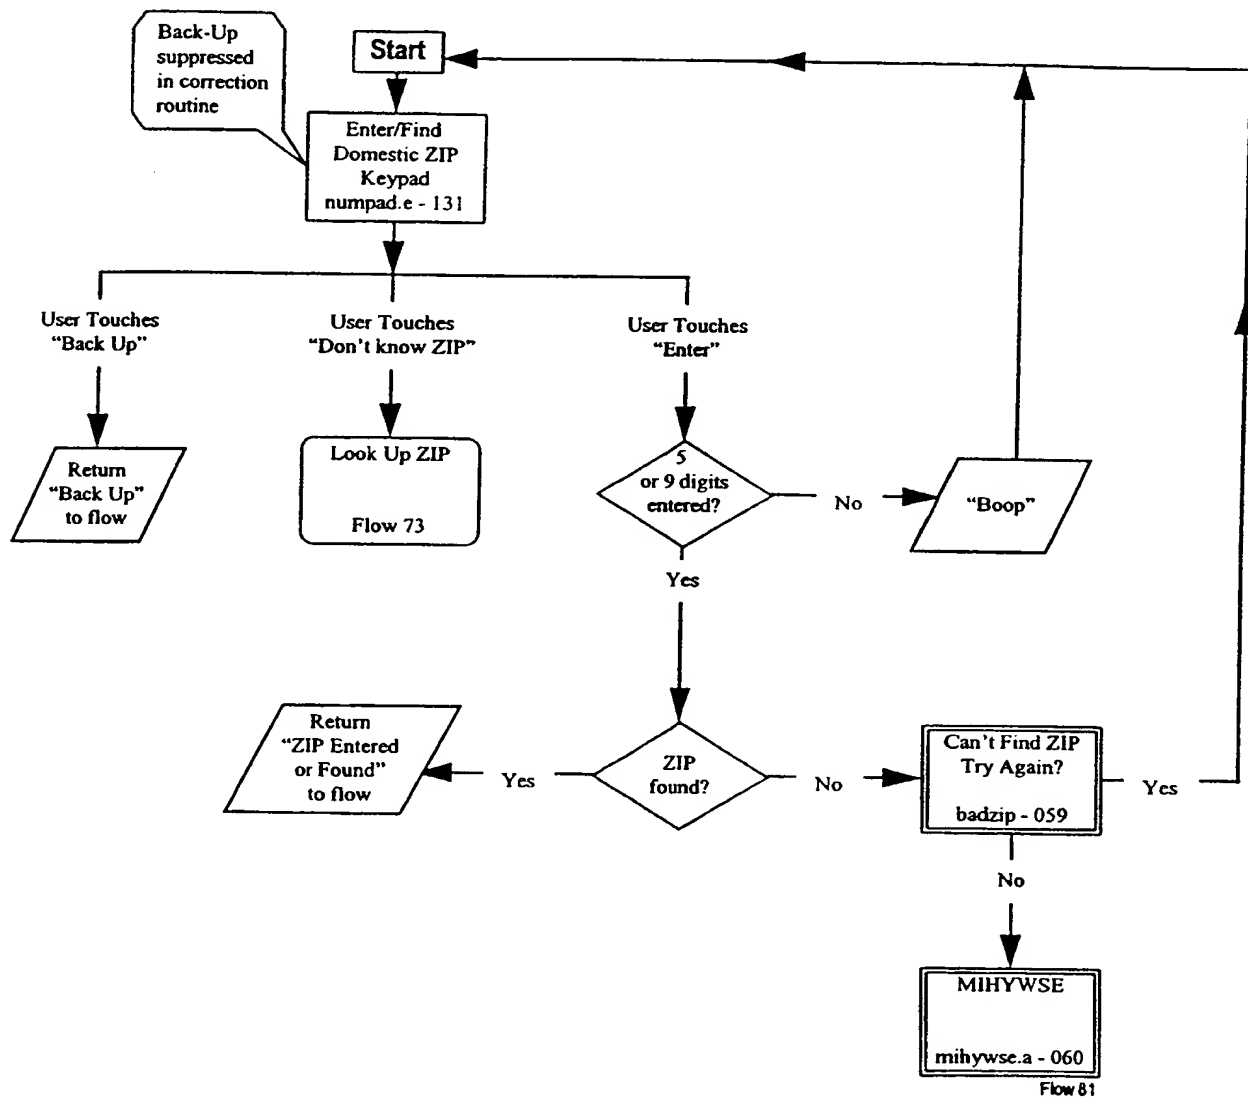 Back-Up
suppressed
in correction
routine
Start
Enter/Find
Domestic ZIP
Keypad
numpad.e - 131
User Touches
“Back Up”
User Touches
“Don't know ZIP”
User Touches
“Enter”
Return
“Back Up”
to flow
Look Up ZIP
Flow 73
5
or 9 digits
entered?
No
“Boop”
Yes
Return
“ZIP Entered
or Found”
to flow
Yes
ZIP
found?
No
Can't Find ZIP
Try Again?
badzip - 059
Yes
No
MIHYWSE
mihywse.a - 060
Flow 81